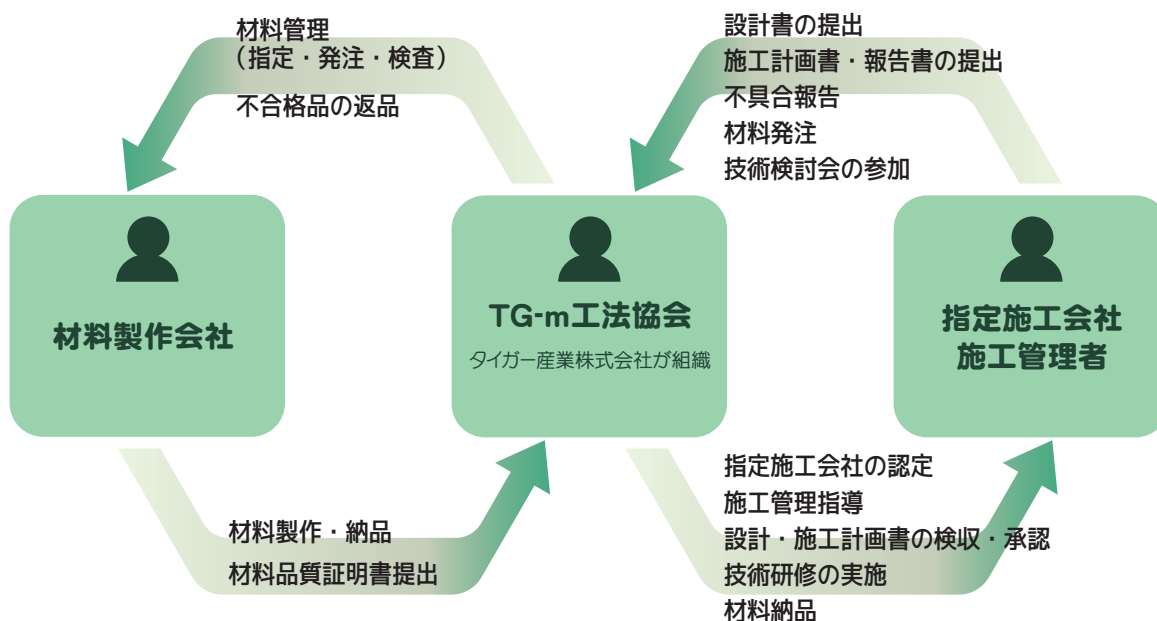 材料管理
（指定・発注・検査）
不合格品の返品
設計書の提出
施工計画書・報告書の提出
不具合報告
材料発注
技術検討会の参加
材料製作会社
TG-m工法協会
タイガー産業株式会社が組織
指定施工会社
施工管理者
材料製作・納品
材料品質証明書提出
指定施工会社の認定
施工管理指導
設計・施工計画書の検収・承認
技術研修の実施
材料納品